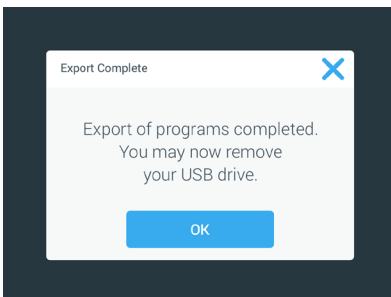 Export Complete
Export of programs completed.
You may now remove
your USB drive.
OK